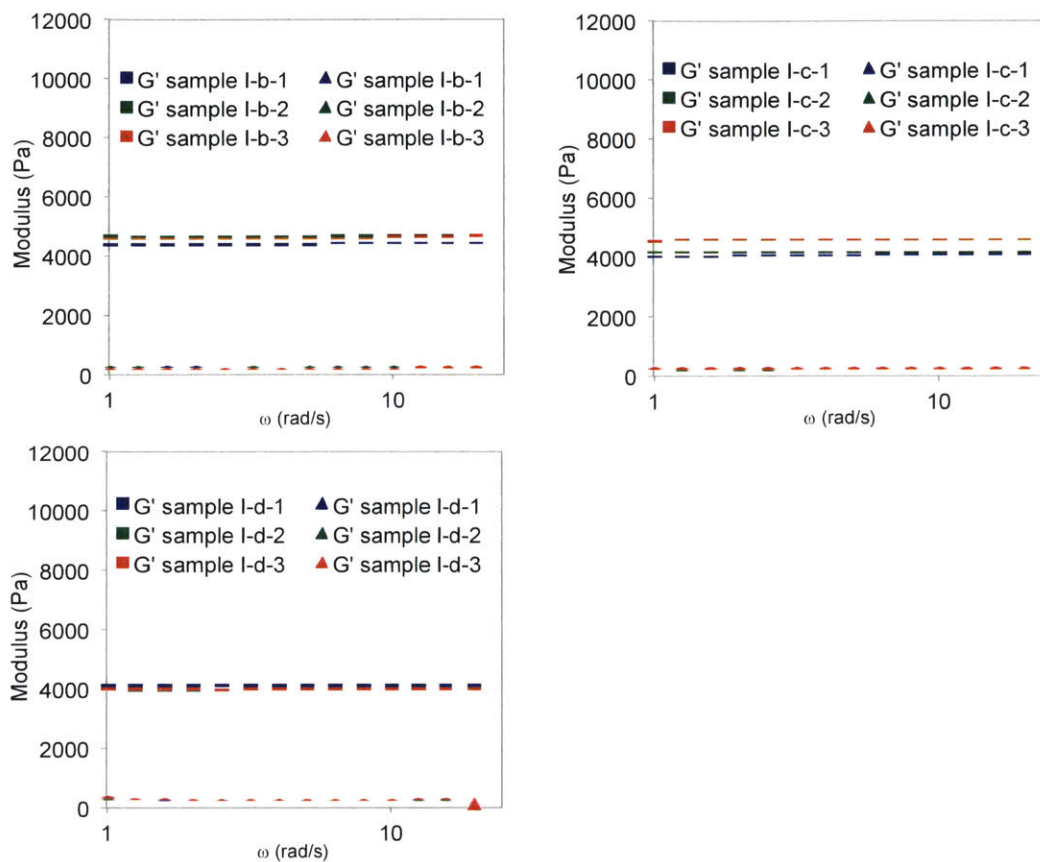 12000
10000
8000
6000
4000
2000
0
Modulus (Pa)
G' sample I-b-1 G' sample I-b-1
G' sample I-b-2 G' sample I-b-2
G' sample I-b-3 G' sample I-b-3
1 10
ω (rad/s)
12000
10000
8000
6000
4000
2000
0
Modulus (Pa)
G' sample I-c-1 G' sample I-c-1
G' sample I-c-2 G' sample I-c-2
G' sample I-c-3 G' sample I-c-3
1 10
ω (rad/s)
12000
10000
8000
6000
4000
2000
0
Modulus (Pa)
G' sample I-d-1 G' sample I-d-1
G' sample I-d-2 G' sample I-d-2
G' sample I-d-3 G' sample I-d-3
1 10
ω (rad/s)